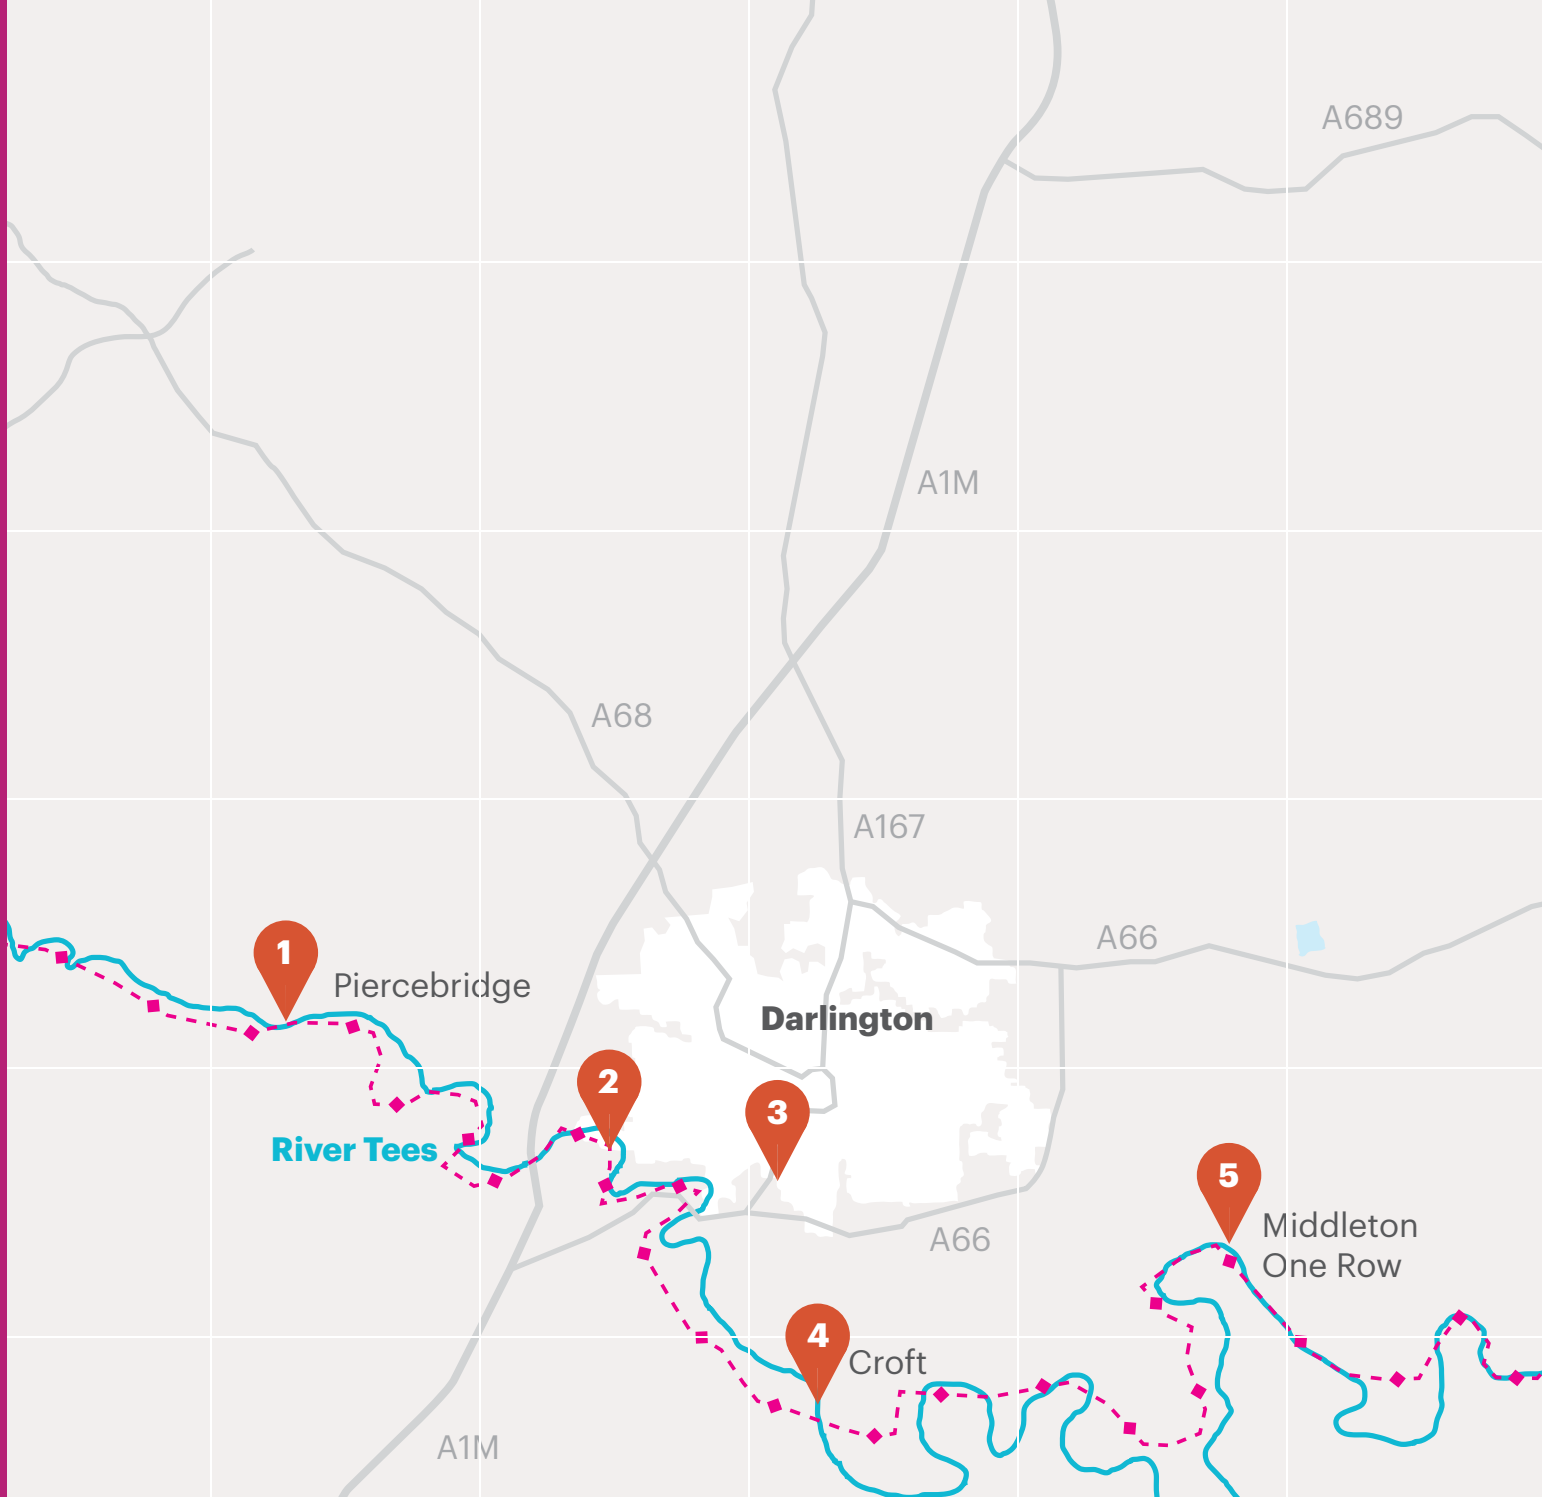 A689
A1M
A68
A167
A66
1
Piercebridge
Darlington
2
3
River Tees
5
Middleton
One Row
A66
4
Croft
A1M